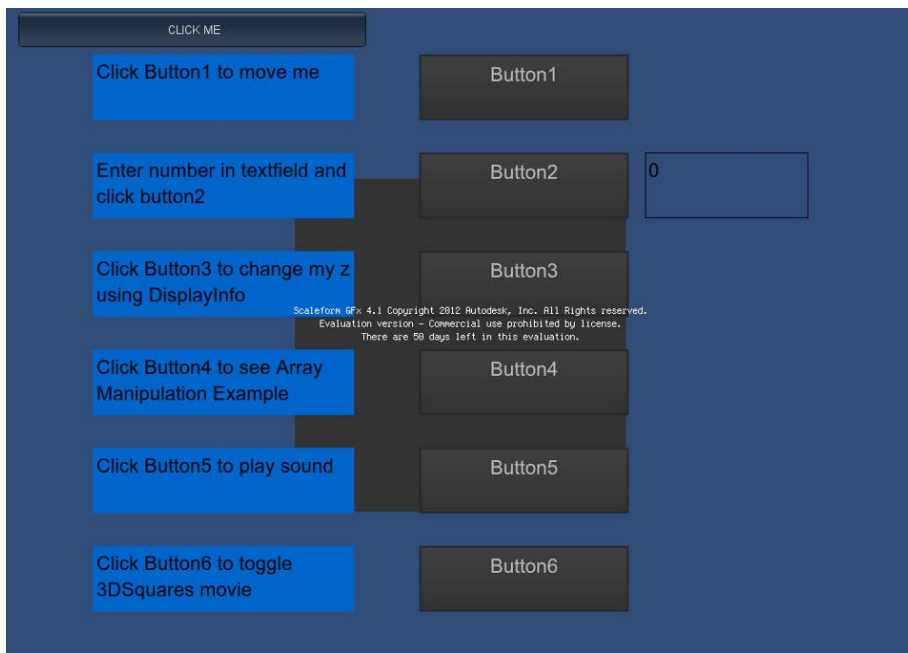 CLICK ME
Click Button1 to move me
Button1
Enter number in textfield and
click button2
Button2
0
Click Button3 to change my z
using DisplayInfo
Button3
Scaleform GFx 4.1 Copyright 2012 Autodesk, Inc. All Rights reserved.
Evaluation version - Commercial use prohibited by license.
There are 50 days left in this evaluation.
Click Button4 to see Array
Manipulation Example
Button4
Click Button5 to play sound
Button5
Click Button6 to toggle
3DSquares movie
Button6